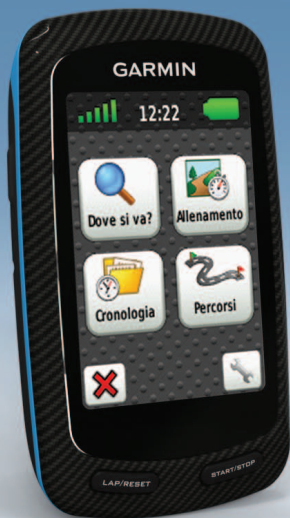 GARMIN
12:22
Dove si va?
Allenamento
Cronologia
Percorsi
LAP/RESET
START/STOP